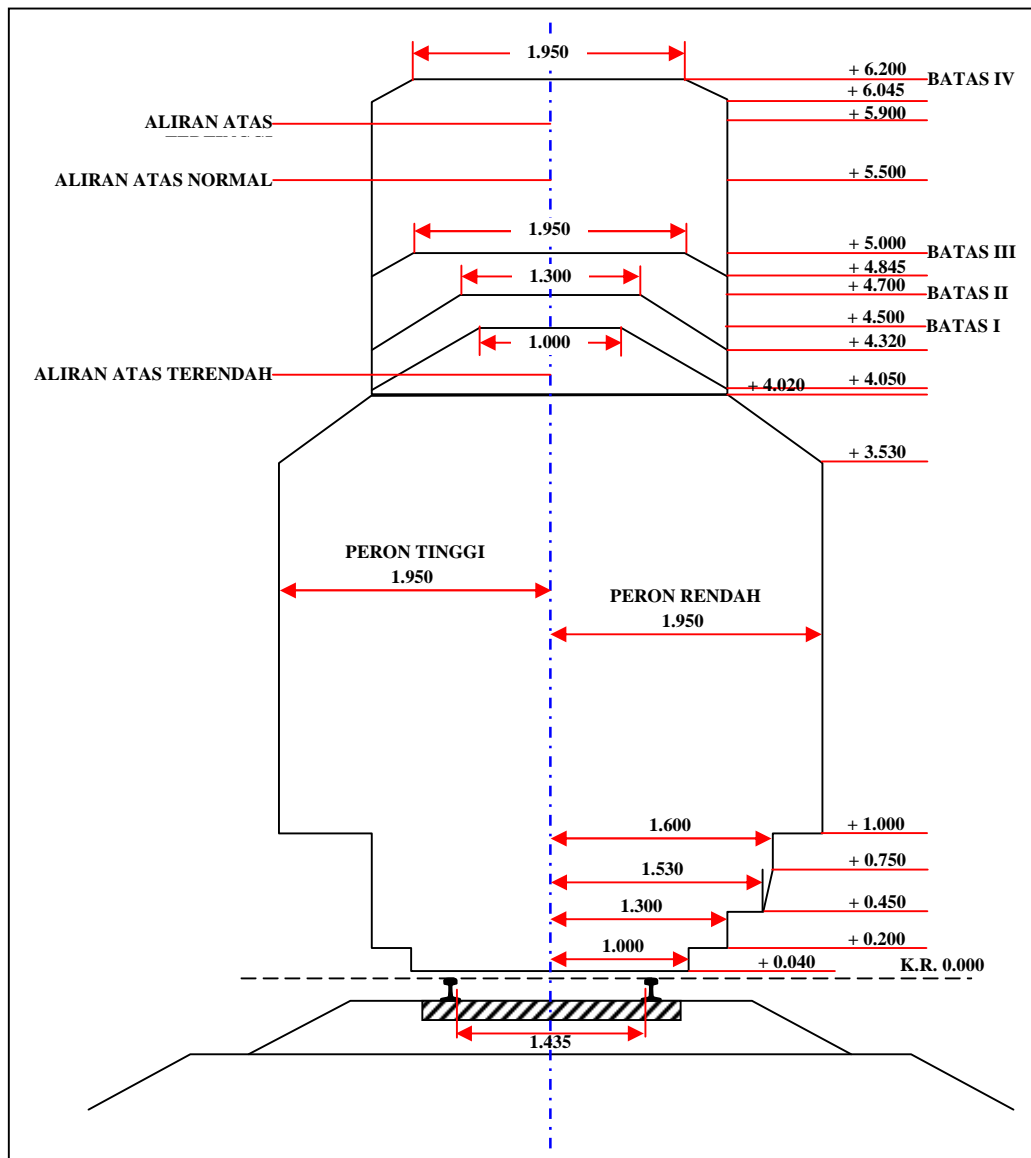 1.950
+ 6.200
BATAS IV
+ 6.045
+ 5.900
ALIRAN ATAS
ALIRAN ATAS NORMAL
+ 5.500
1.950
+ 5.000
BATAS III
+ 4.845
1.300
+ 4.700
BATAS II
+ 4.500
BATAS I
1.000
+ 4.320
ALIRAN ATAS TERENDAH
+ 4.050
+ 4.020
+ 3.530
PERON TINGGI
1.950
PERON RENDAH
1.950
1.600
+ 1.000
+ 0.750
1.530
+ 0.450
1.300
+ 0.200
1.000
+ 0.040
K.R. 0.000
1.435